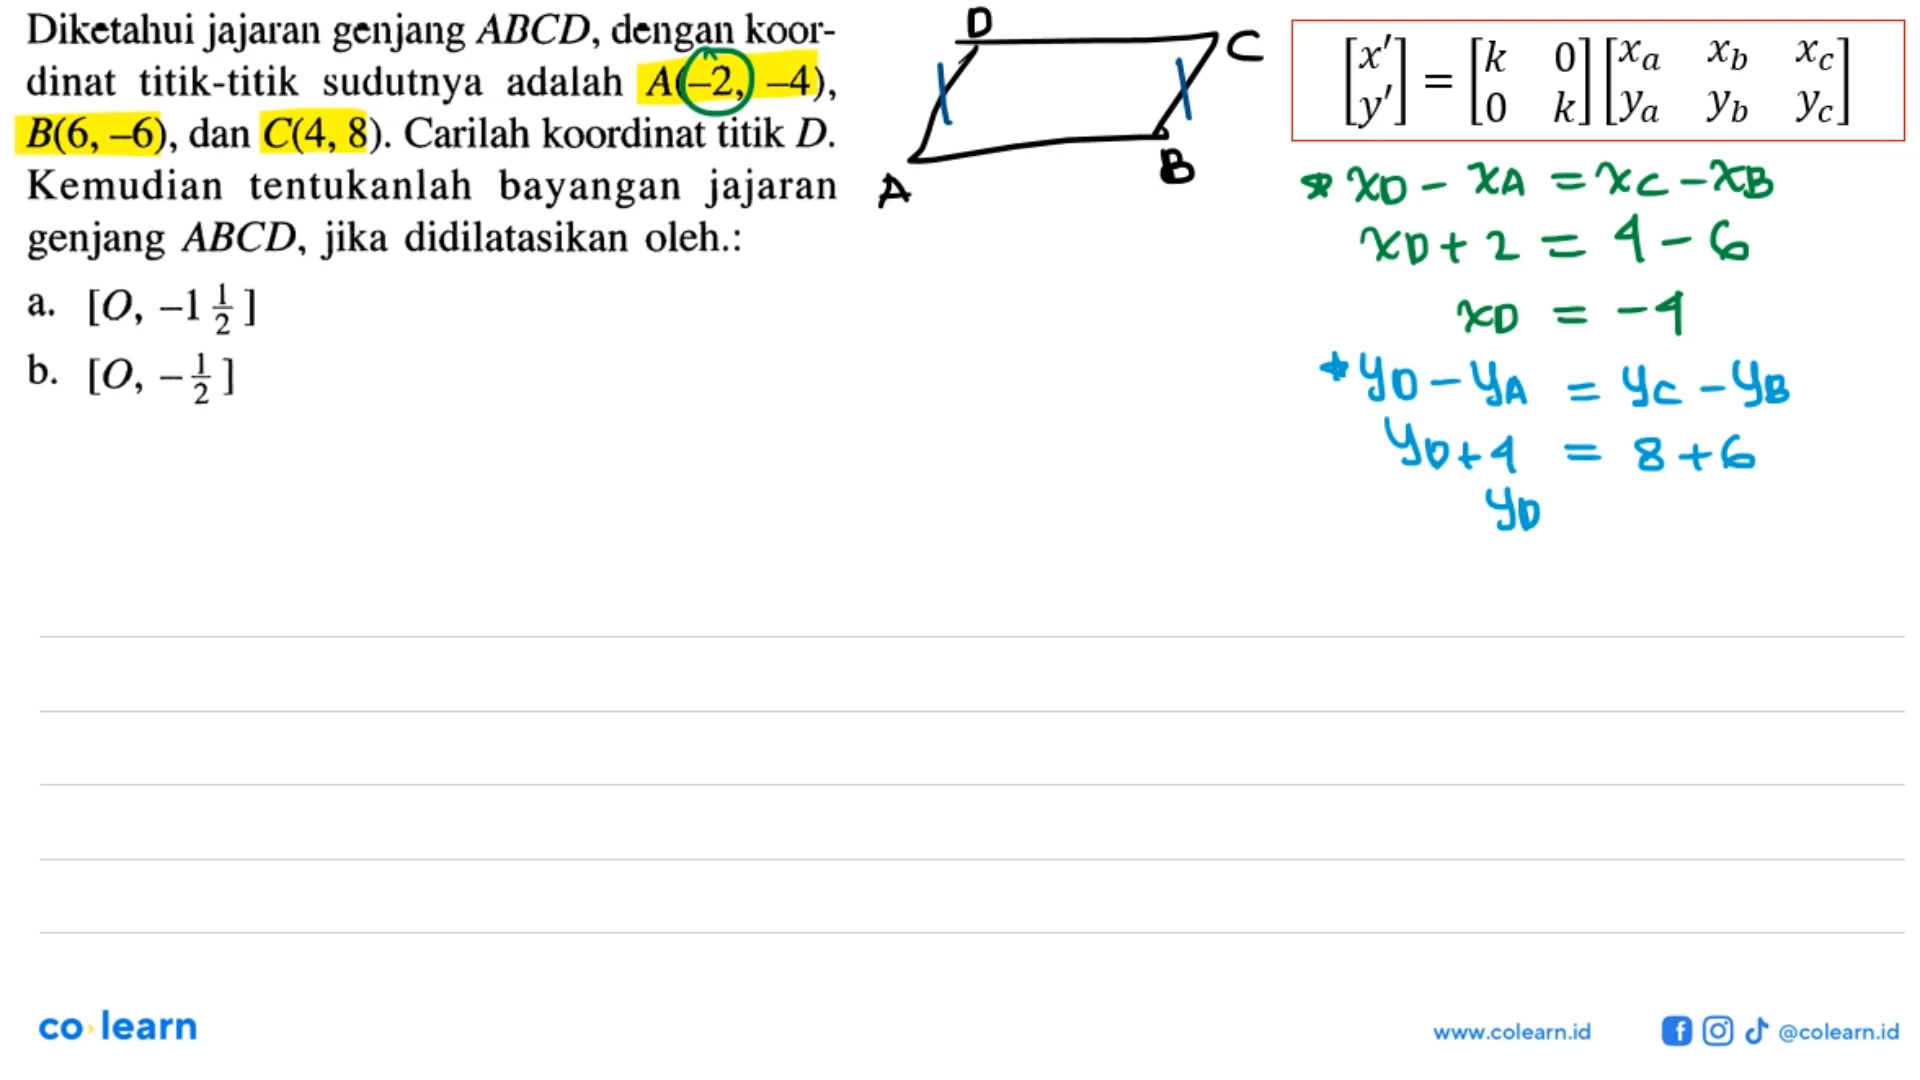 Diketahui jajaran genjang ABCD, dengan koor-
dinat titik-titik sudutnya adalah A(–2, –4),
B(6, –6), dan C(4, 8). Carilah koordinat titik D.
Kemudian tentukanlah bayangan jajaran
genjang ABCD, jika didilatasikan oleh.:
a. [O, –1 1/2 ]
b. [O, – 1/2 ]
D
C
A
B
[x' y'] = [k 0 0 k] [xa xb xc ya yb yc]
* xD – xA = xC – xB
xD + 2 = 4 – 6
xD = –4
* yD – yA = yC – yB
yD + 4 = 8 + 6
yD
co learn
www.colearn.id
@colearn.id